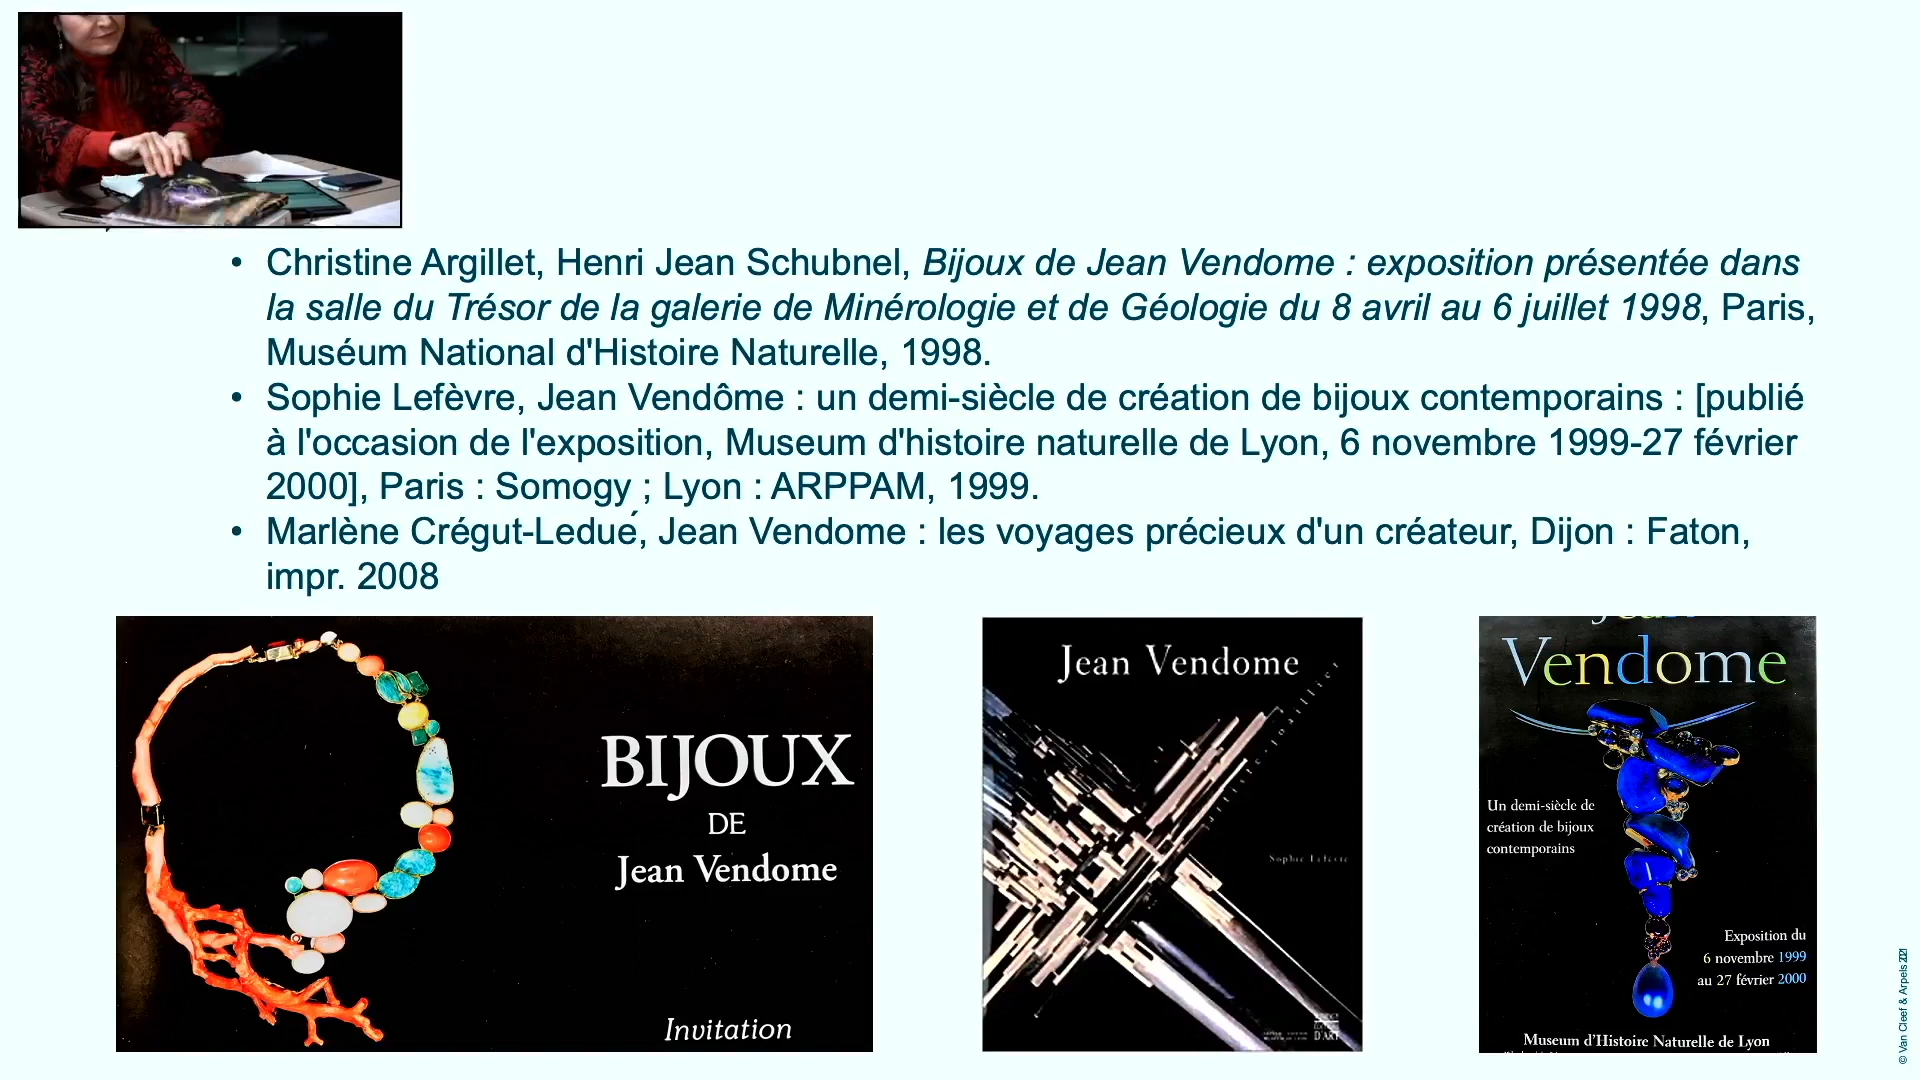 • Christine Argillet, Henri Jean Schubnel, Bijoux de Jean Vendome : exposition présentée dans
la salle du Trésor de la galerie de Minérologie et de Géologie du 8 avril au 6 juillet 1998, Paris,
Muséum National d'Histoire Naturelle, 1998.
• Sophie Lefèvre, Jean Vendôme : un demi-siècle de création de bijoux contemporains : [publié
à l'occasion de l'exposition, Museum d'histoire naturelle de Lyon, 6 novembre 1999-27 février
2000], Paris : Somogy ; Lyon : ARPPAM, 1999.
• Marlène Crégut-Ledué, Jean Vendome : les voyages précieux d'un créateur, Dijon : Faton,
impr. 2008
BIJOUX
DE
Jean Vendome
Invitation
Jean Vendome
Sophie Lefèvre
D'ART
Vendome
Un demi-siècle de
création de bijoux
contemporains
Exposition du
6 novembre 1999
au 27 février 2000
Museum d'Histoire Naturelle de Lyon
© Van Cleef & Arpels